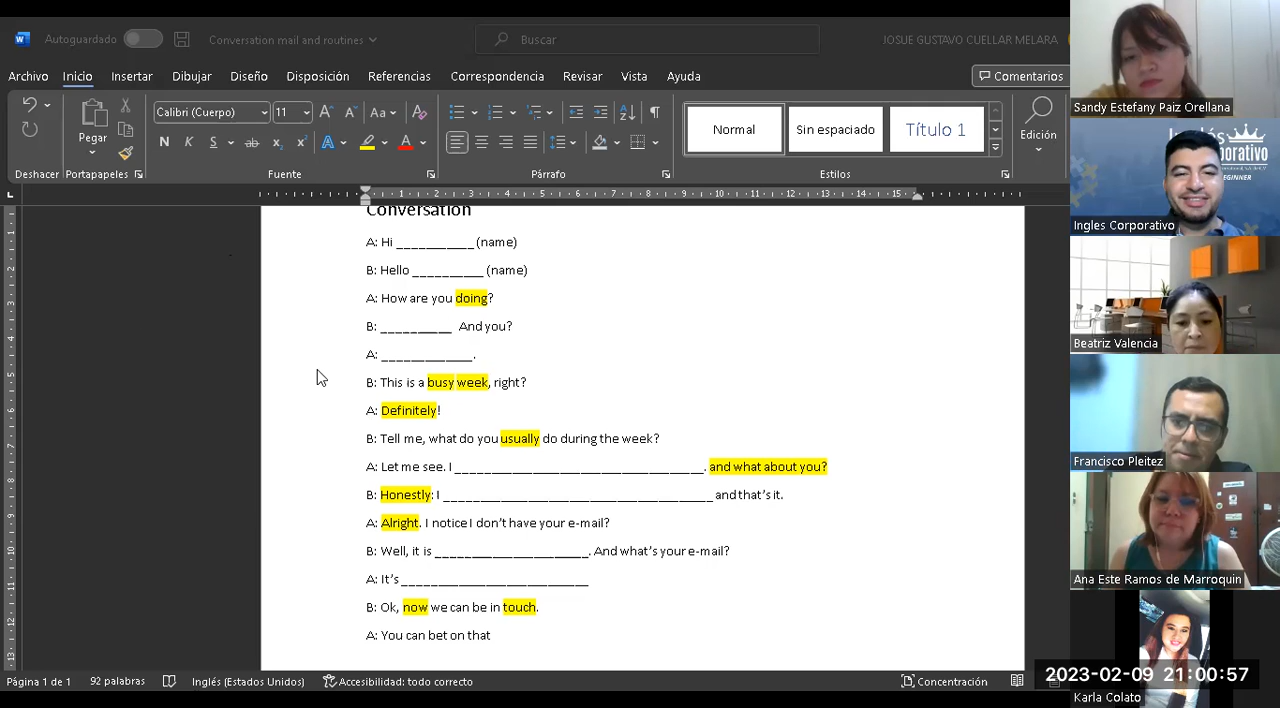 Autoguardado
Conversation mail and routines
Buscar
JOSUE GUSTAVO CUELLAR MELARA
Archivo Inicio Insertar Dibujar Diseño Disposición Referencias Correspondencia Revisar Vista Ayuda
Comentarios
Pegar
Calibri (Cuerpo) 11
Normal
Sin espaciado
Título 1
Edición
Deshacer
Portapapeles
Fuente
Párrafo
Estilos
Conversation
A: Hi ___________ (name)
B: Hello __________ (name)
A: How are you doing?
B: __________ And you?
A: _____________.
B: This is a busy week, right?
A: Definitely!
B: Tell me, what do you usually do during the week?
A: Let me see. I ____________________________________. and what about you?
B: Honestly: I ______________________________________ and that's it.
A: Alright. I notice I don't have your e-mail?
B: Well, it is ______________________. And what's your e-mail?
A: It's ___________________________
B: Ok, now we can be in touch.
A: You can bet on that
Página 1 de 1 92 palabras Inglés (Estados Unidos) Accesibilidad: todo correcto Concentración
Sandy Estefany Paiz Orellana
Inglés
Ingles Corporativo
Beatriz Valencia
Francisco Pleitez
Ana Este Ramos de Marroquin
2023-02-09 21:00:57
Karla Colato